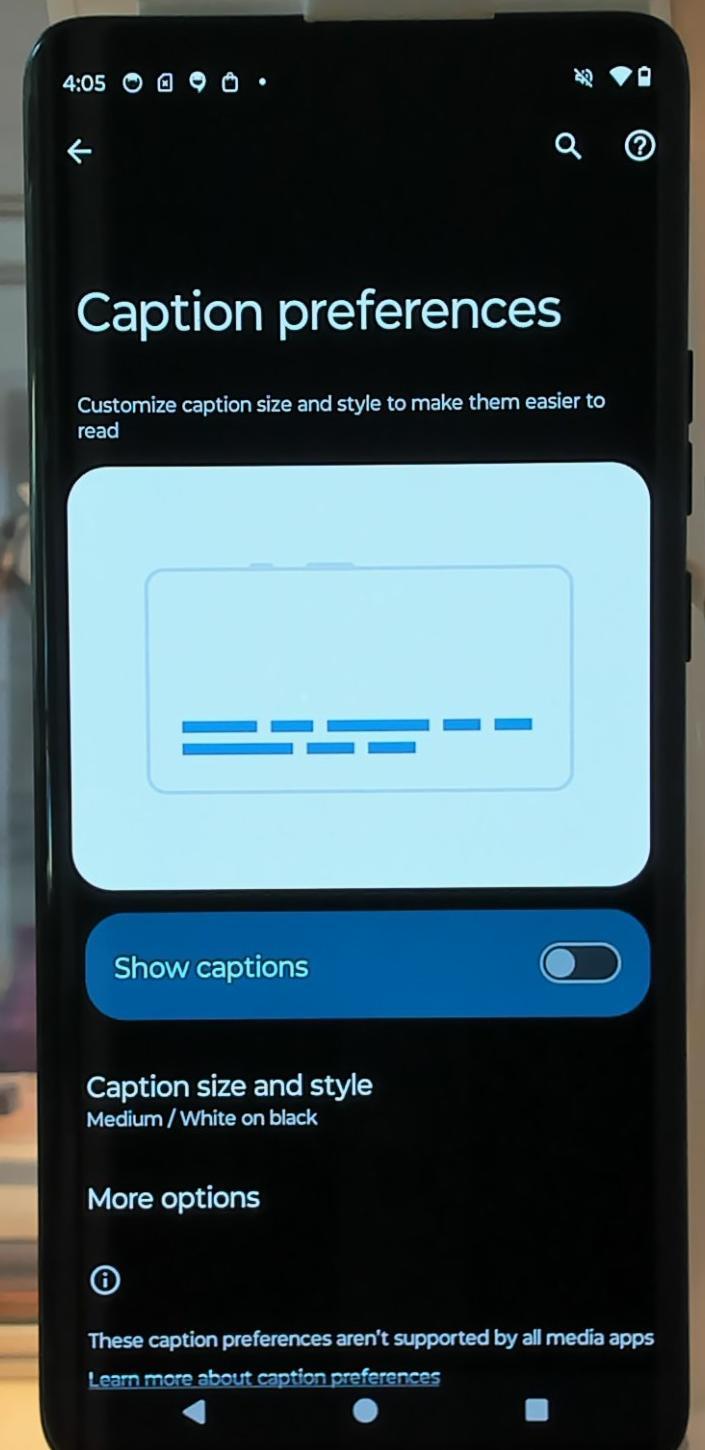 4:05
Caption preferences
Customize caption size and style to make them easier to
read
Show captions
Caption size and style
Medium / White on black
More options
These caption preferences aren't supported by all media apps
Learn more about caption preferences